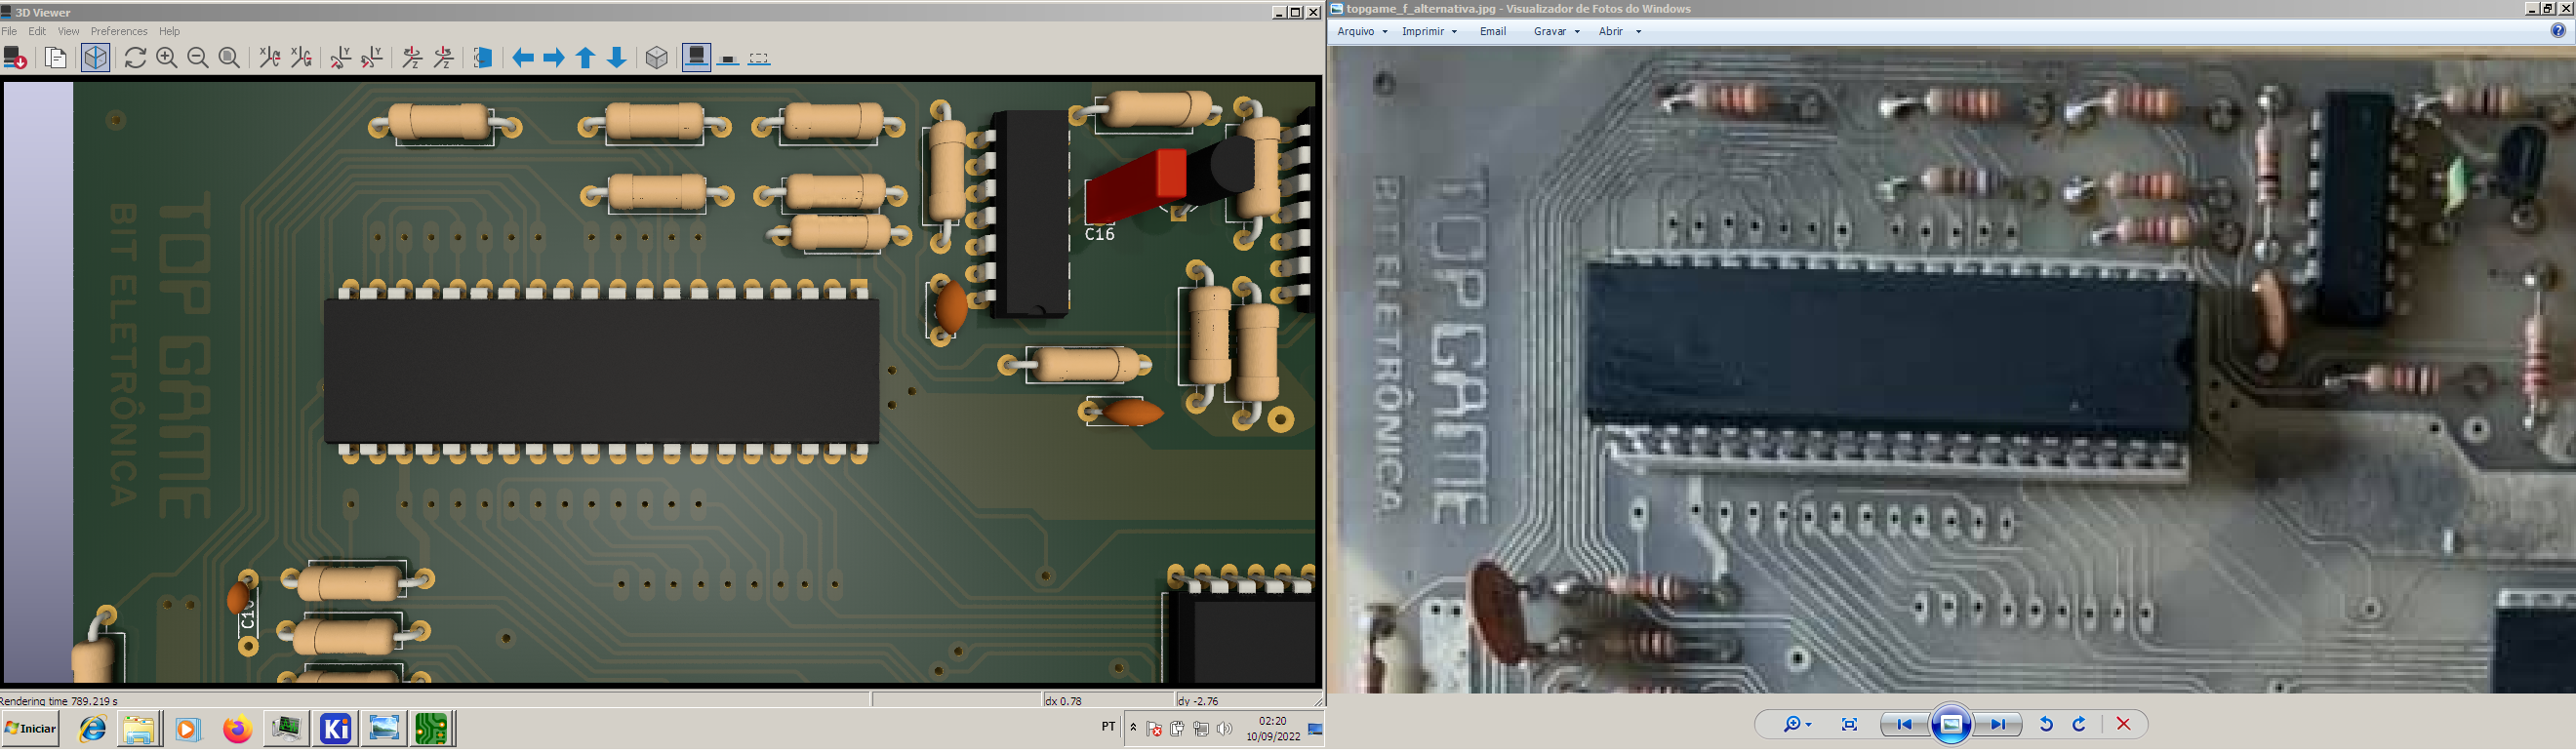 3D Viewer
File Edit View Preferences Help
TOP GAME
BIT ELETRÔNICA
C16
Rendering time 789.219 s
dx 0.78
dy -2.76
Iniciar
Ki
PT
02:20
10/09/2022
topgame_f_alternativa.jpg - Visualizador de Fotos do Windows
Arquivo Imprimir Email Gravar Abrir
TOP GAME
BIT ELETRÔNICA